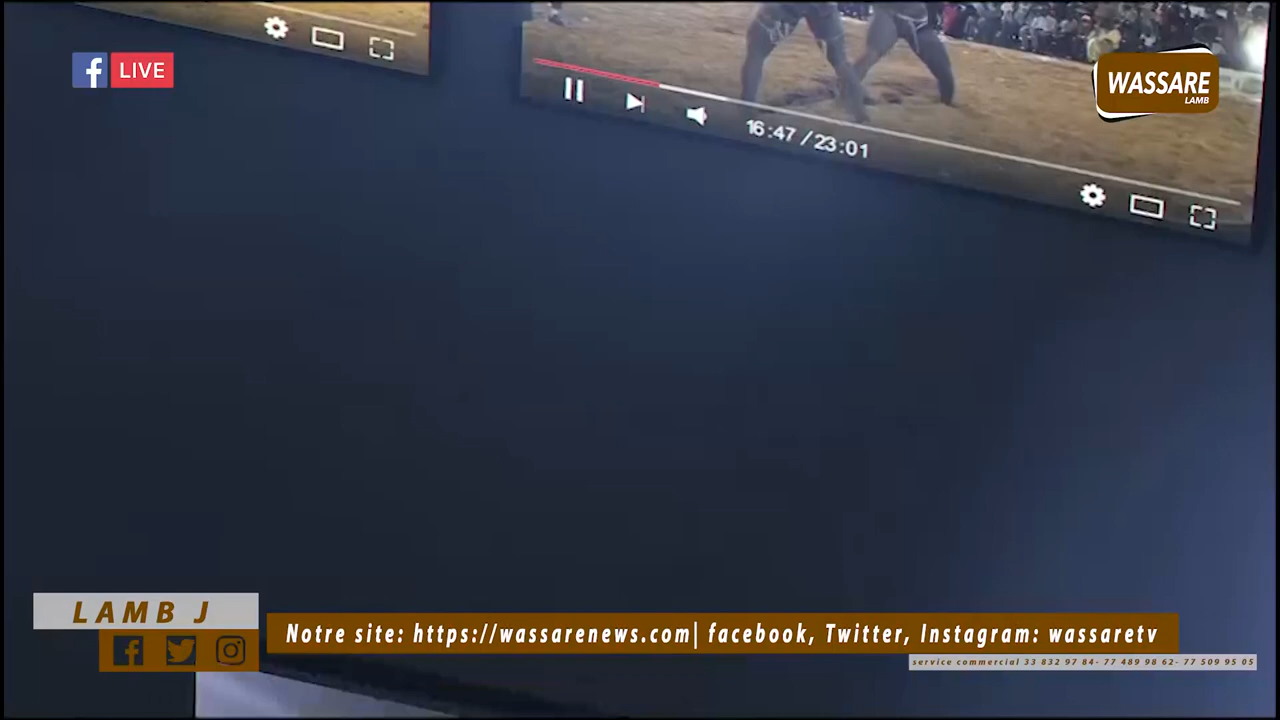 LIVE
WASSARE
LAMB
16:47 / 23:01
LAMB J
Notre site: https://wassarenews.com| facebook, Twitter, Instagram: wassaretv
service commercial 33 832 97 84- 77 489 98 62- 77 509 95 05